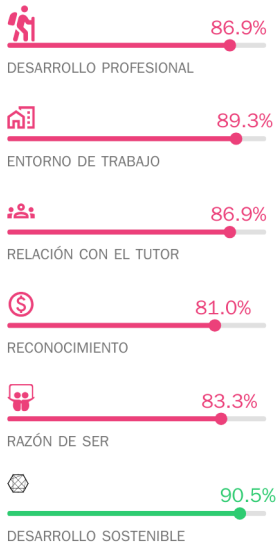 86.9%
DESARROLLO PROFESIONAL
89.3%
ENTORNO DE TRABAJO
86.9%
RELACIÓN CON EL TUTOR
$
81.0%
RECONOCIMIENTO
83.3%
RAZÓN DE SER
90.5%
DESARROLLO SOSTENIBLE